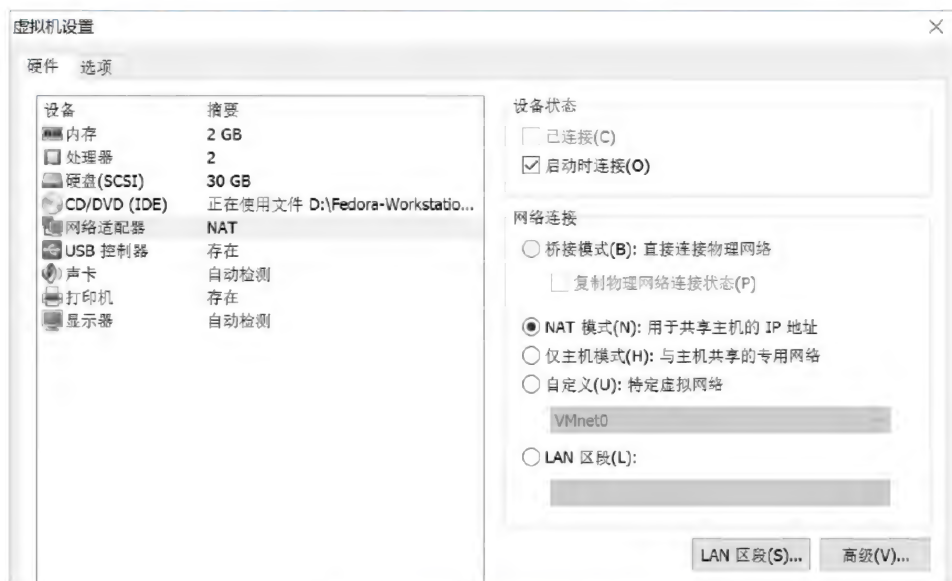 虚拟机设置
硬件 选项
设备 摘要
内存 2 GB
处理器 2
硬盘(SCSI) 30 GB
CD/DVD (IDE) 正在使用文件 D:\Fedora-Workstatio...
网络适配器 NAT
USB 控制器 存在
声卡 自动检测
打印机 存在
显示器 自动检测
设备状态
已连接(C)
启动时连接(O)
网络连接
桥接模式(B): 直接连接物理网络
复制物理网络连接状态(P)
NAT 模式(N): 用于共享主机的 IP 地址
仅主机模式(H): 与主机共享的专用网络
自定义(U): 特定虚拟网络
VMnet0
LAN 区段(L):
LAN 区段(S)... 高级(V)...